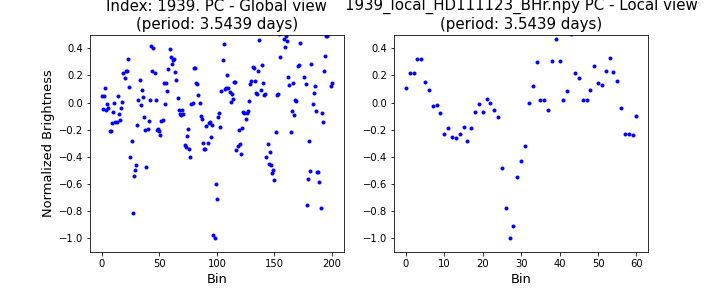 Index: 1939. PC - Global view
(period: 3.5439 days)
1939_local_HD111123_BHr.npy PC - Local view
(period: 3.5439 days)
Normalized Brightness
0.4
0.2
0.0
−0.2
−0.4
−0.6
−0.8
−1.0
0 50 100 150 200
Bin
0.4
0.2
0.0
−0.2
−0.4
−0.6
−0.8
−1.0
0 10 20 30 40 50 60
Bin